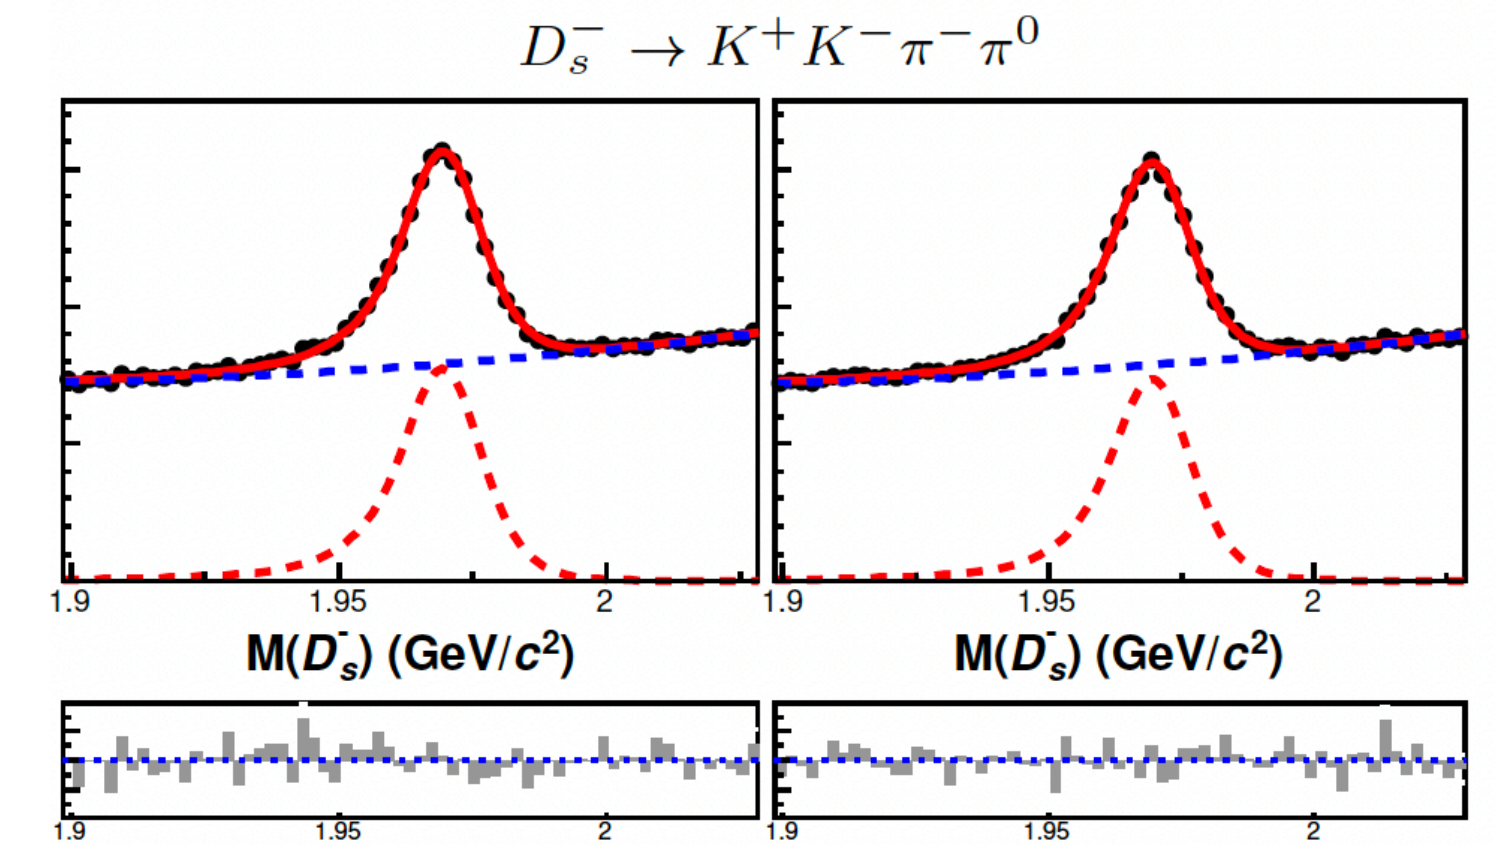 D_s^- → K^+ K^- π^- π^0
1.9 1.95 2 1.9 1.95 2
M(D_s^-) (GeV/c^2) M(D_s^-) (GeV/c^2)
1.9 1.95 2 1.9 1.95 2